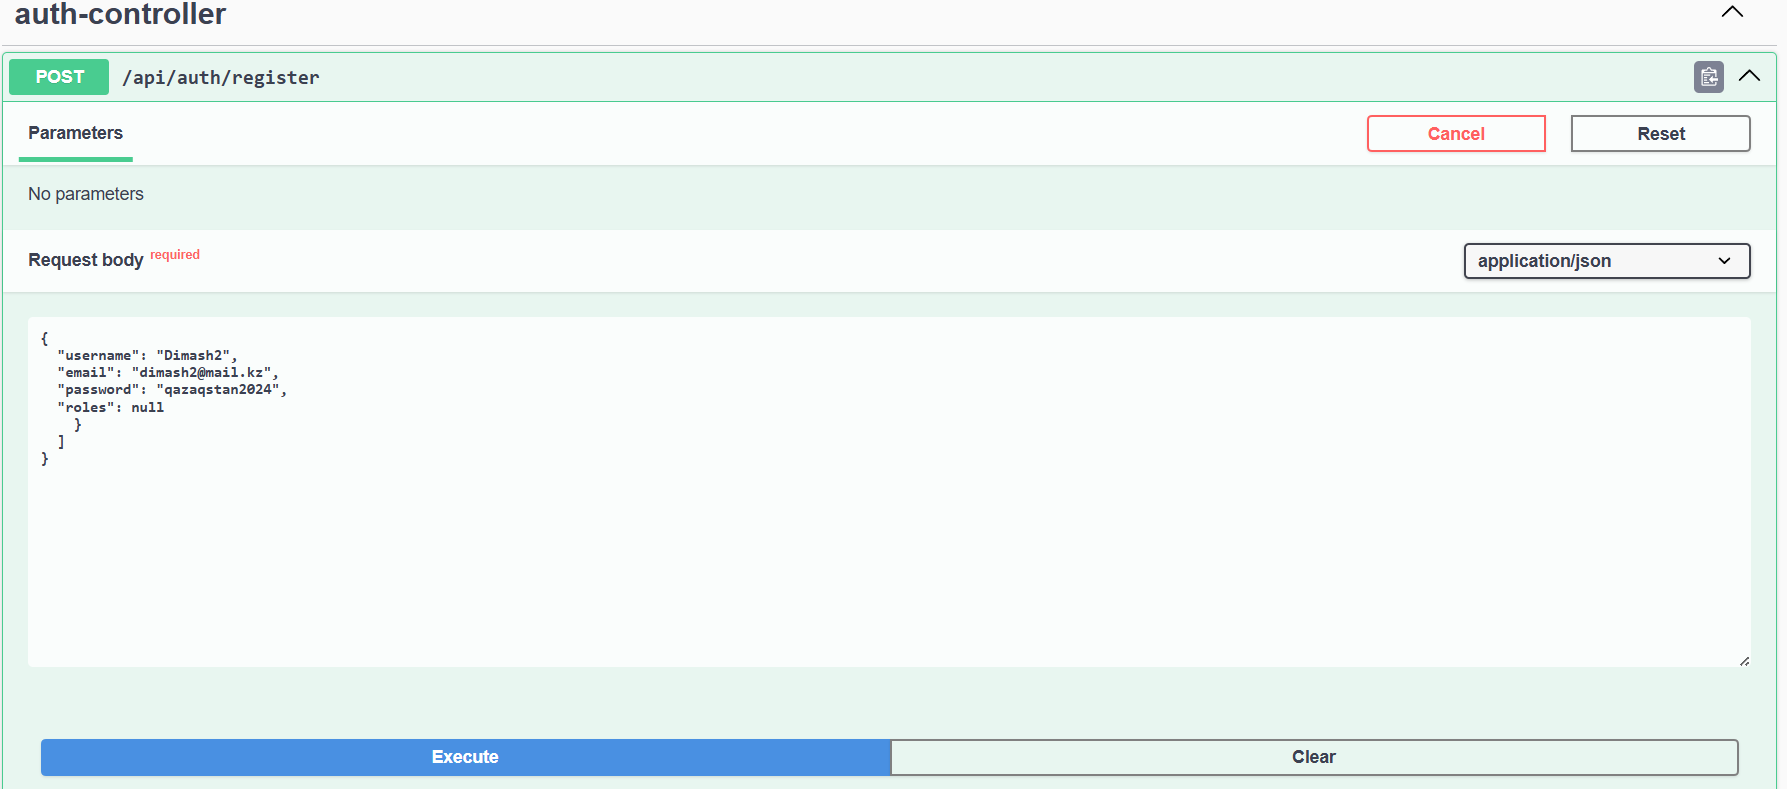 auth-controller
POST /api/auth/register
Parameters
Cancel
Reset
No parameters
Request body required
application/json
{
  "username": "Dimash2",
  "email": "dimash2@mail.kz",
  "password": "qazaqstan2024",
  "roles": null
    }
  ]
}
Execute
Clear